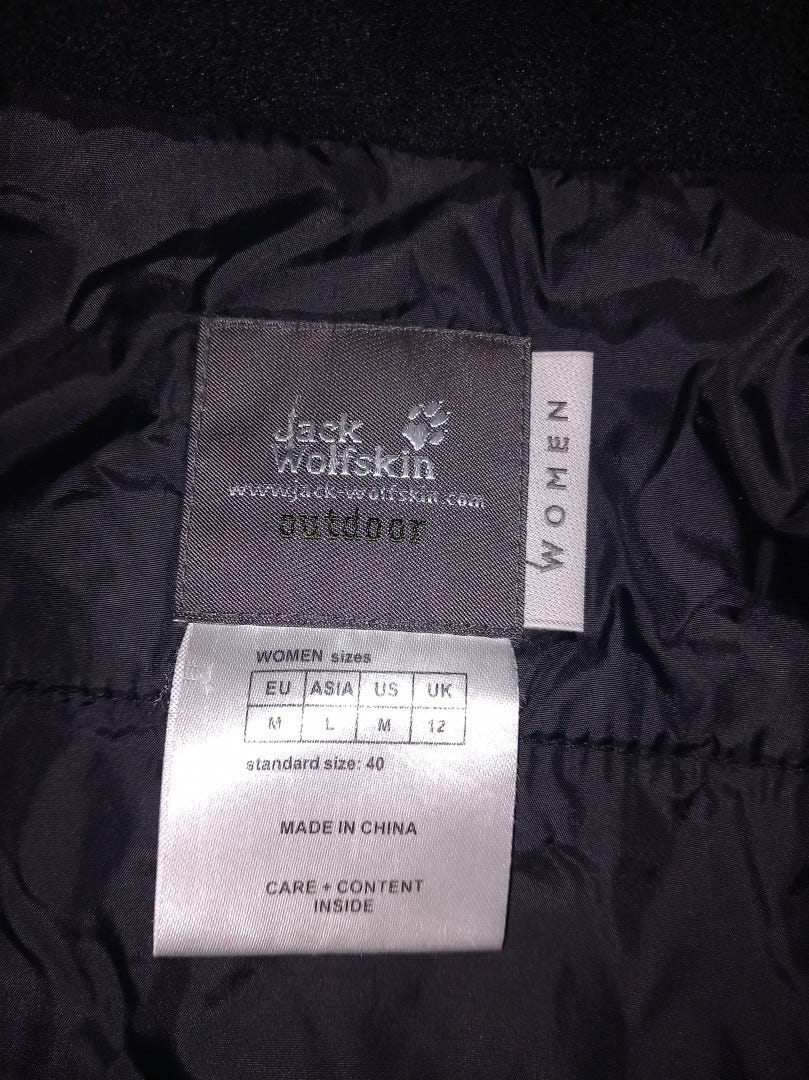 Jack
Wolfskin
www.jack-wolfskin.com
outdoor
WOMEN
WOMEN sizes
EU ASIA US UK
M L M 12
standard size: 40
MADE IN CHINA
CARE + CONTENT
INSIDE